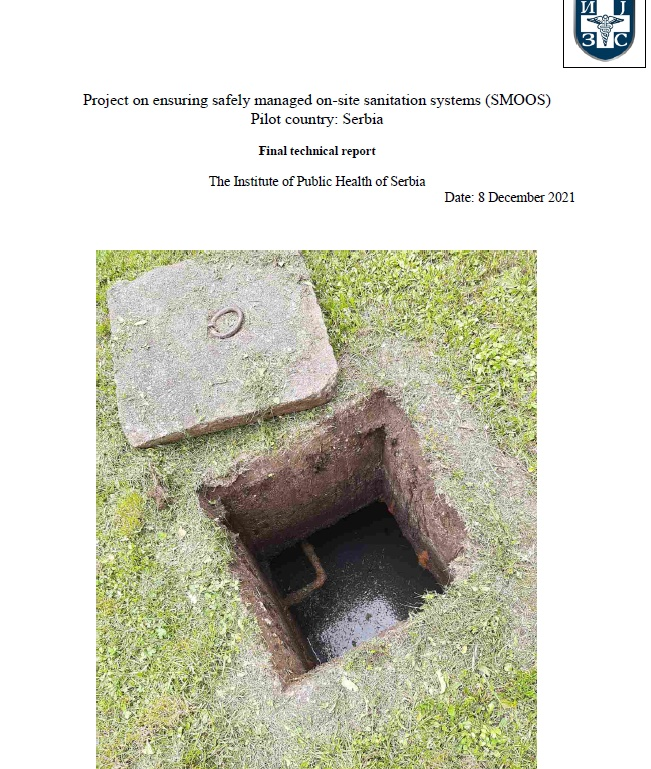 И Ј
З С
Project on ensuring safely managed on-site sanitation systems (SMOOS)
Pilot country: Serbia
Final technical report
The Institute of Public Health of Serbia
Date: 8 December 2021